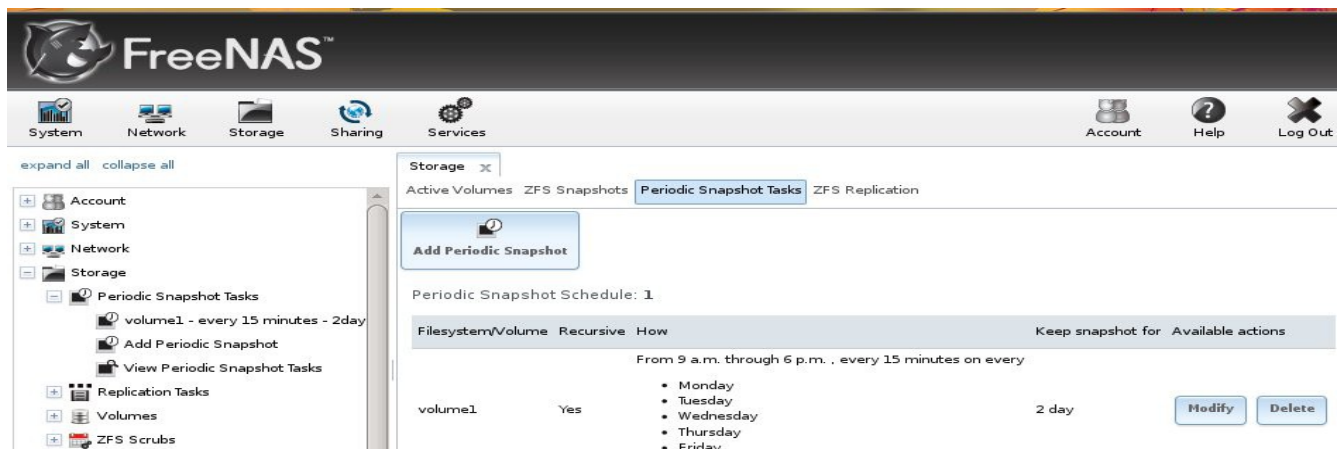 FreeNAS™
System Network Storage Sharing Services Account Help Log Out
expand all collapse all
Account
System
Network
Storage
Periodic Snapshot Tasks
volume1 - every 15 minutes - 2day
Add Periodic Snapshot
View Periodic Snapshot Tasks
Replication Tasks
Volumes
ZFS Scrubs
Storage x
Active Volumes ZFS Snapshots Periodic Snapshot Tasks ZFS Replication
Add Periodic Snapshot
Periodic Snapshot Schedule: 1
Filesystem/Volume Recursive How Keep snapshot for Available actions
From 9 a.m. through 6 p.m. , every 15 minutes on every
• Monday
• Tuesday
• Wednesday
• Thursday
• Friday
volume1 Yes 2 day Modify Delete